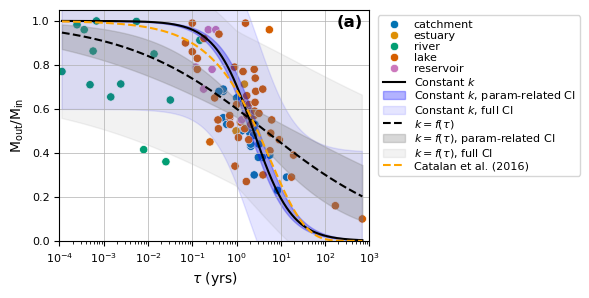 (a)
M_out/M_in
1.0
0.8
0.6
0.4
0.2
0.0
10⁻⁴
10⁻³
10⁻²
10⁻¹
10⁰
10¹
10²
10³
τ (yrs)
catchment
estuary
river
lake
reservoir
Constant k
Constant k, param-related CI
Constant k, full CI
k = f(τ)
k = f(τ), param-related CI
k = f(τ), full CI
Catalan et al. (2016)